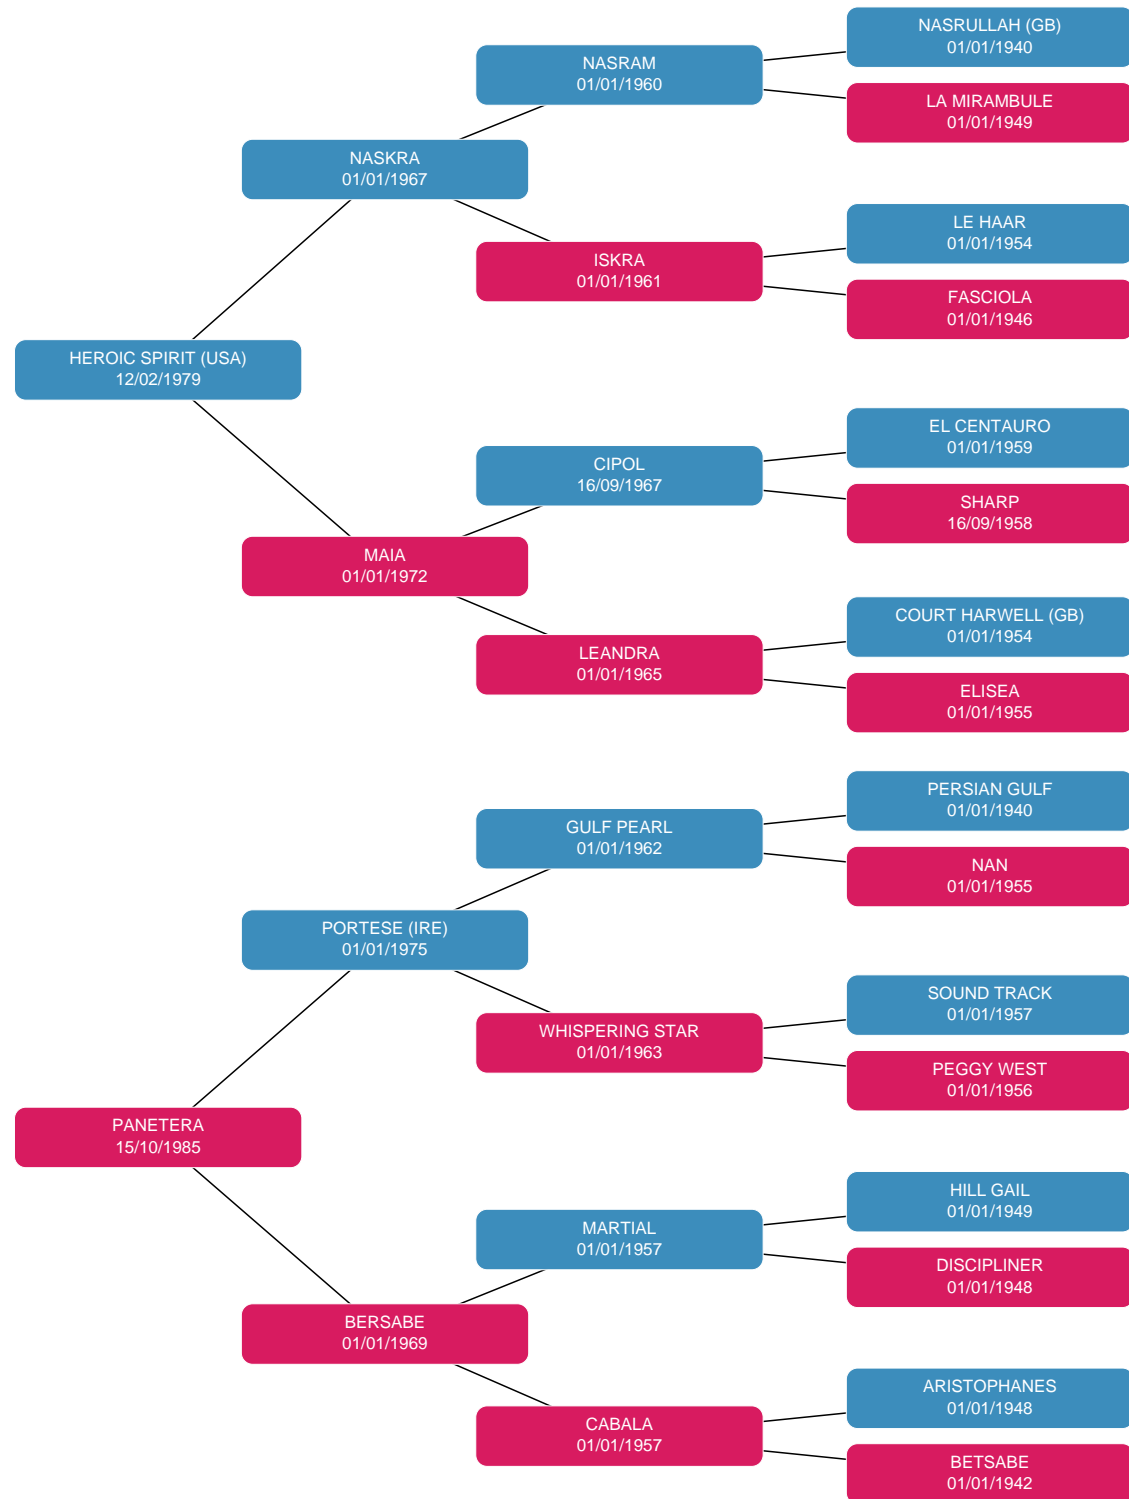 NASRULLAH (GB)
01/01/1940
NASRAM
01/01/1960
LA MIRAMBULE
01/01/1949
NASKRA
01/01/1967
LE HAAR
01/01/1954
ISKRA
01/01/1961
FASCIOLA
01/01/1946
HEROIC SPIRIT (USA)
12/02/1979
EL CENTAURO
01/01/1959
CIPOL
16/09/1967
SHARP
16/09/1958
MAIA
01/01/1972
COURT HARWELL (GB)
01/01/1954
LEANDRA
01/01/1965
ELISEA
01/01/1955
PERSIAN GULF
01/01/1940
GULF PEARL
01/01/1962
NAN
01/01/1955
PORTESE (IRE)
01/01/1975
SOUND TRACK
01/01/1957
WHISPERING STAR
01/01/1963
PEGGY WEST
01/01/1956
PANETERA
15/10/1985
HILL GAIL
01/01/1949
MARTIAL
01/01/1957
DISCIPLINER
01/01/1948
BERSABE
01/01/1969
ARISTOPHANES
01/01/1948
CABALA
01/01/1957
BETSABE
01/01/1942